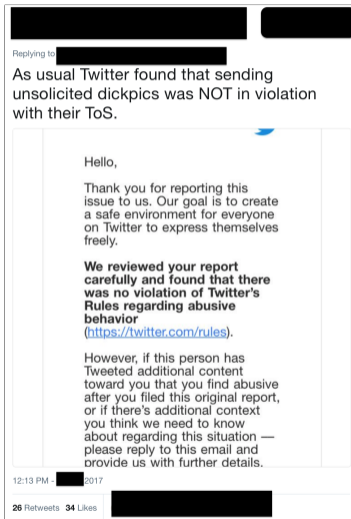 Replying to
As usual Twitter found that sending
unsolicited dickpics was NOT in violation
with their ToS.
Hello,
Thank you for reporting this
issue to us. Our goal is to create
a safe environment for everyone
on Twitter to express themselves
freely.
We reviewed your report
carefully and found that there
was no violation of Twitter's
Rules regarding abusive
behavior
(https://twitter.com/rules).
However, if this person has
Tweeted additional content
toward you that you find abusive
after you filed this original report,
or if there's additional context
you think we need to know
about regarding this situation —
please reply to this email and
provide us with further details.
12:13 PM - 2017
26 Retweets 34 Likes